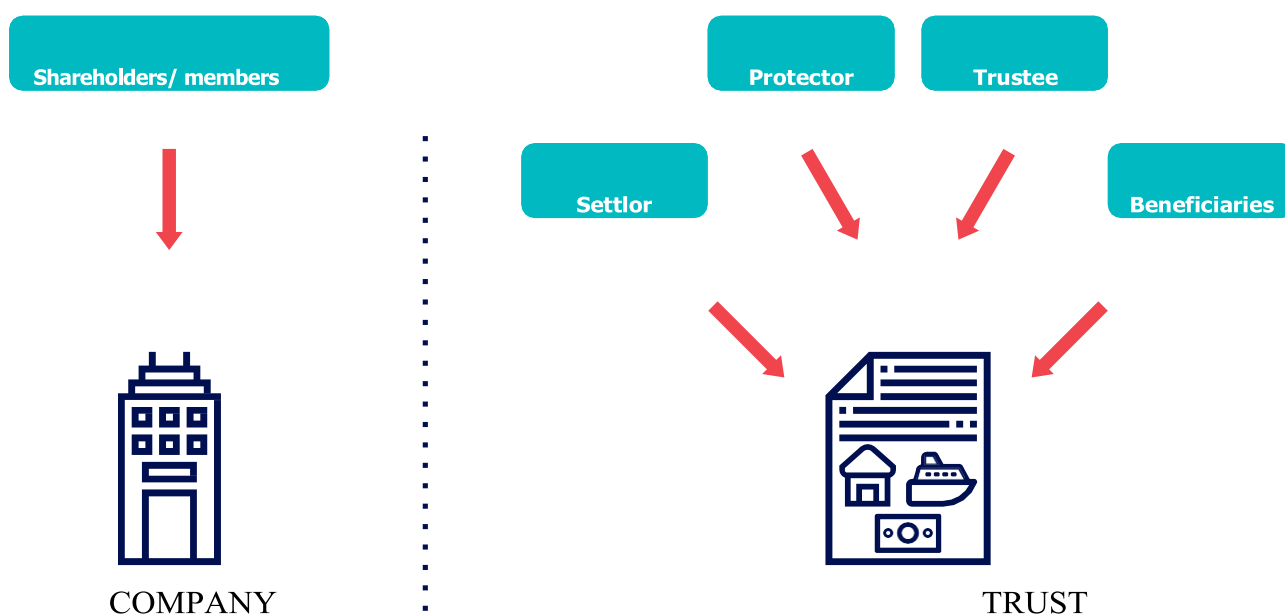 Shareholders/ members
Protector
Trustee
Settlor
Beneficiaries
COMPANY
TRUST